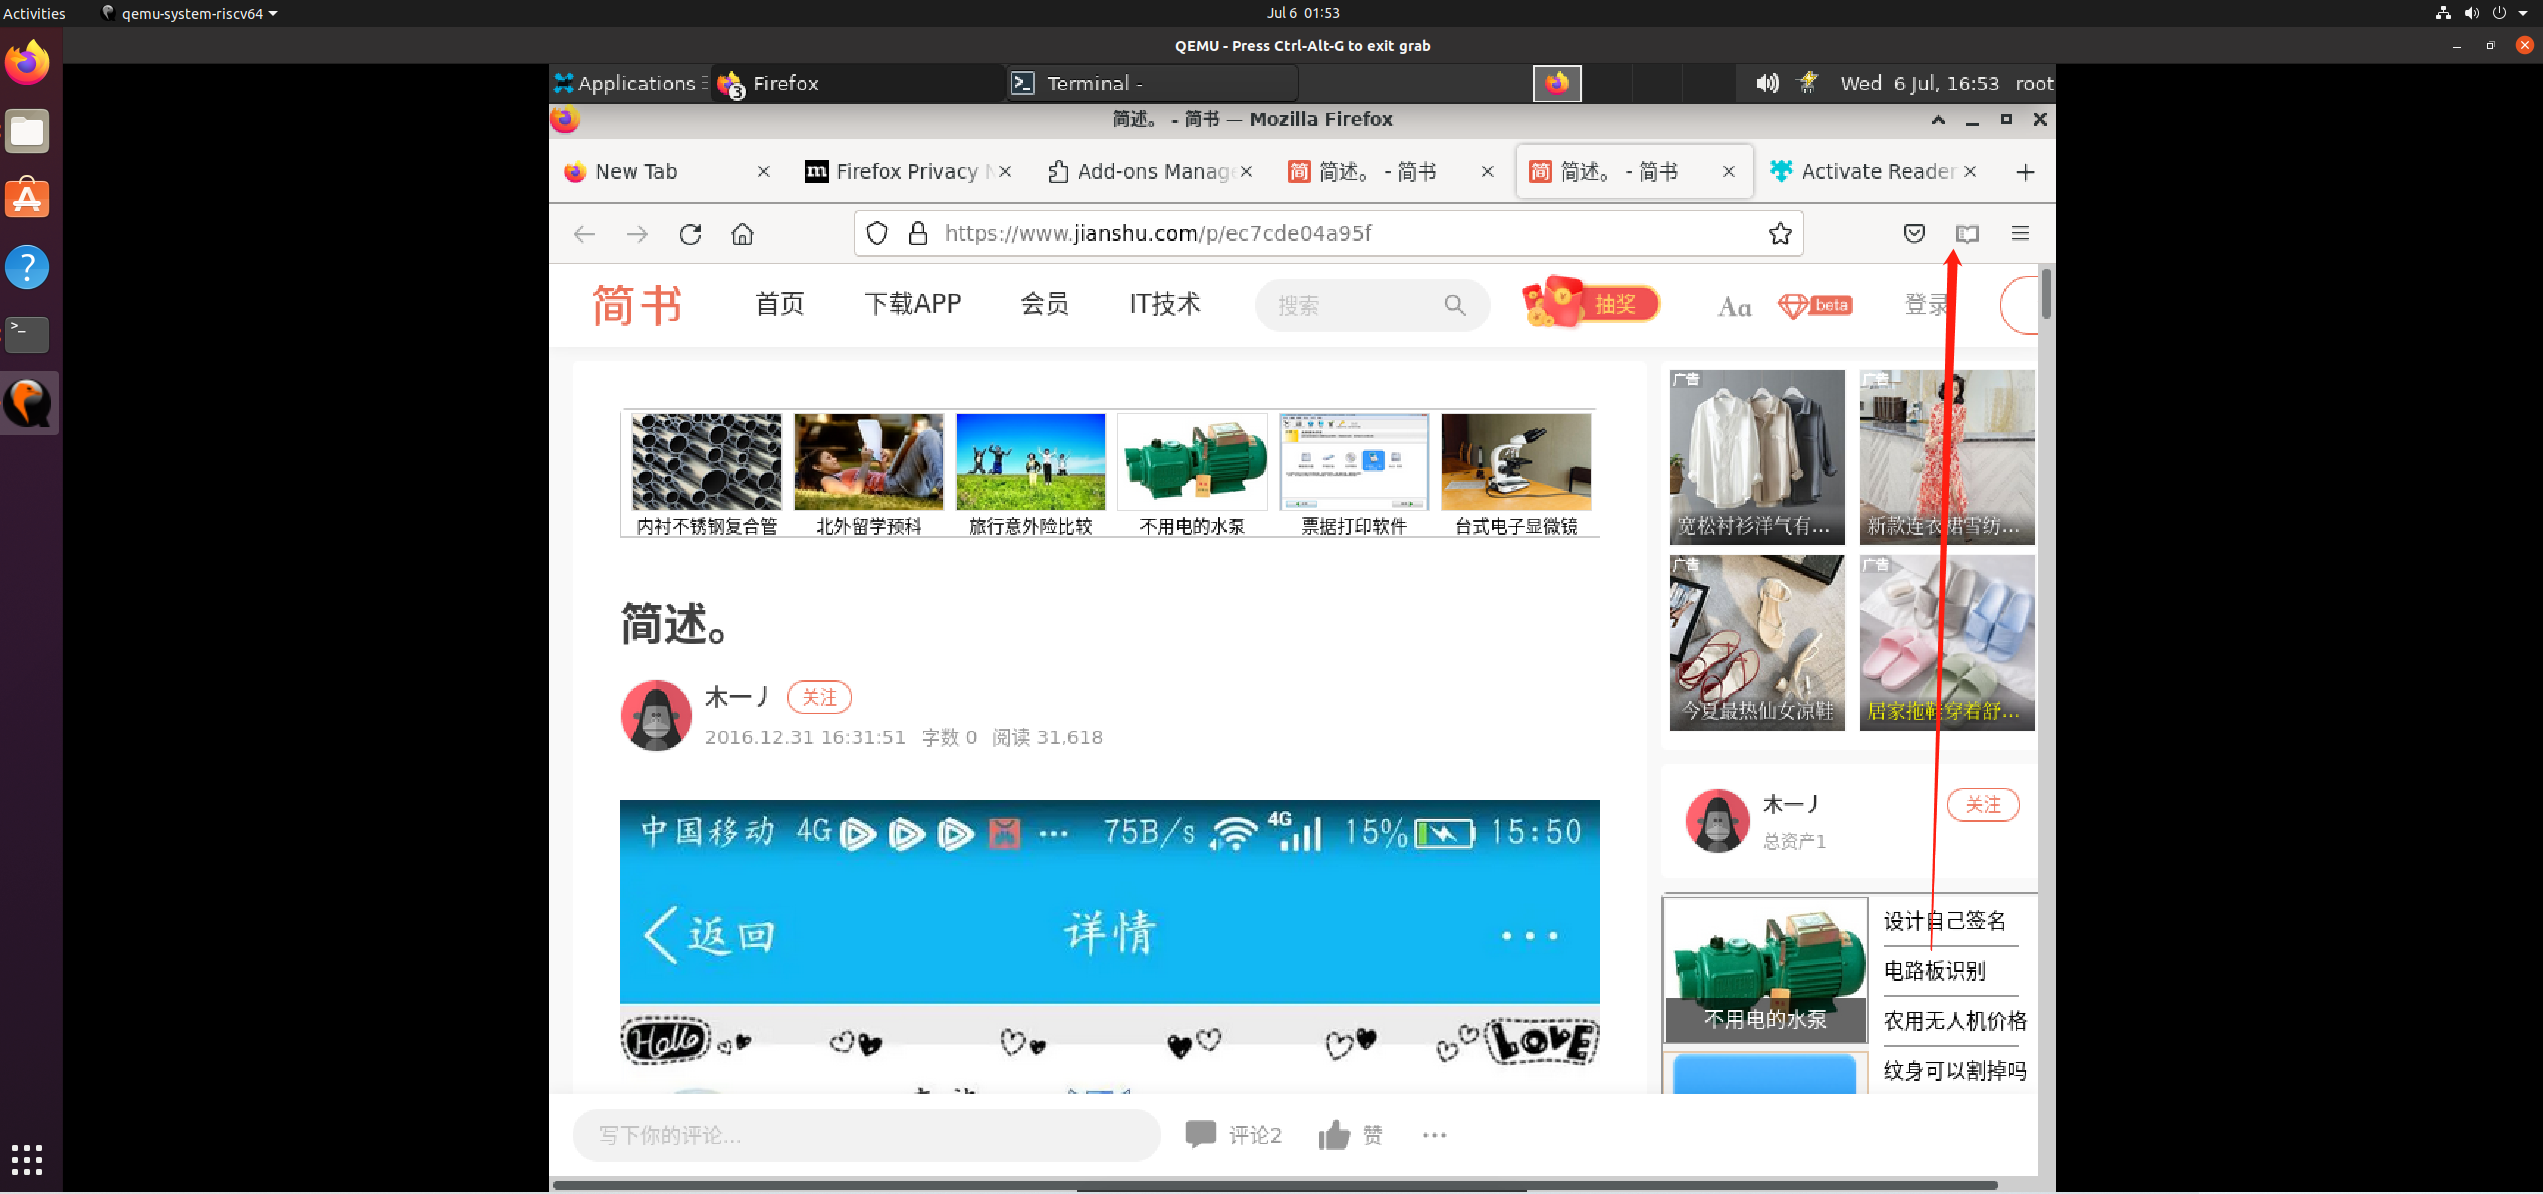 Activities qemu-system-riscv64 Jul 6 01:53
QEMU - Press Ctrl-Alt-G to exit grab
Applications 3 Firefox Terminal - Wed 6 Jul, 16:53 root
简述。 - 简书 — Mozilla Firefox
New Tab m Firefox Privacy N Add-ons Manage 简 简述。 - 简书 简 简述。 - 简书 Activate Reader
https://www.jianshu.com/p/ec7cde04a95f
简书 首页 下载APP 会员 IT技术 搜索 抽奖 Aa beta 登录
广告 广告
内衬不锈钢复合管 北外留学预科 旅行意外险比较 不用电的水泵 票据打印软件 台式电子显微镜
宽松衬衫洋气有... 新款连衣裙雪纺...
广告 广告
简述。
木一丿 关注
2016.12.31 16:31:51 字数 0 阅读 31,618
今夏最热仙女凉鞋 居家拖鞋穿着舒...
木一丿 关注
总资产1
中国移动 4G ... 75B/s 4G 15% 15:50
返回 详情 ...
设计自己签名
电路板识别
不用电的水泵 农用无人机价格
纹身可以割掉吗
Hello LOVE
写下你的评论... 评论2 赞 ...